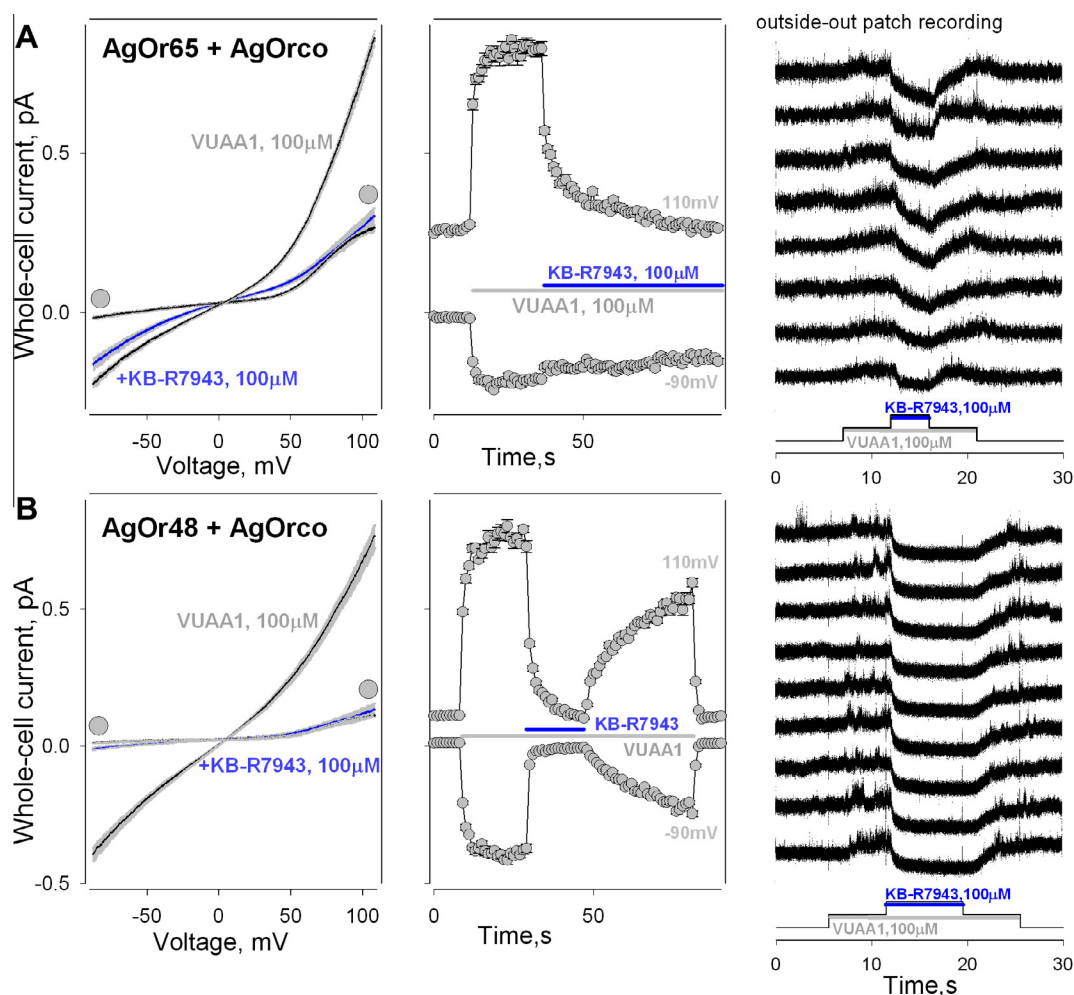 A
AgOr65 + AgOrco
outside-out patch recording
Whole-cell current, pA
0.5
0.0
VUAA1, 100µM
+KB-R7943, 100µM
-50
0
50
100
Voltage, mV
110mV
KB-R7943, 100µM
VUAA1, 100µM
-90mV
0
50
Time,s
KB-R7943,100µM
VUAA1,100µM
0
10
20
30
B
AgOr48 + AgOrco
Whole-cell current, pA
0.5
0.0
-0.5
VUAA1, 100µM
+KB-R7943, 100µM
-50
0
50
100
Voltage, mV
110mV
KB-R7943
VUAA1
-90mV
0
50
Time,s
KB-R7943,100µM
VUAA1,100µM
0
10
20
30
Time,s